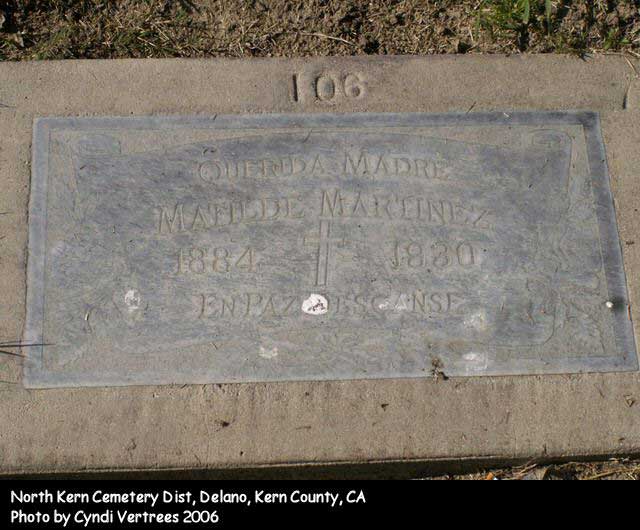 106
QUERIDA MADRE
MATILDE MARTINEZ
1884 1980
EN PAZ DESCANSE
North Kern Cemetery Dist, Delano, Kern County, CA
Photo by Cyndi Vertrees 2006